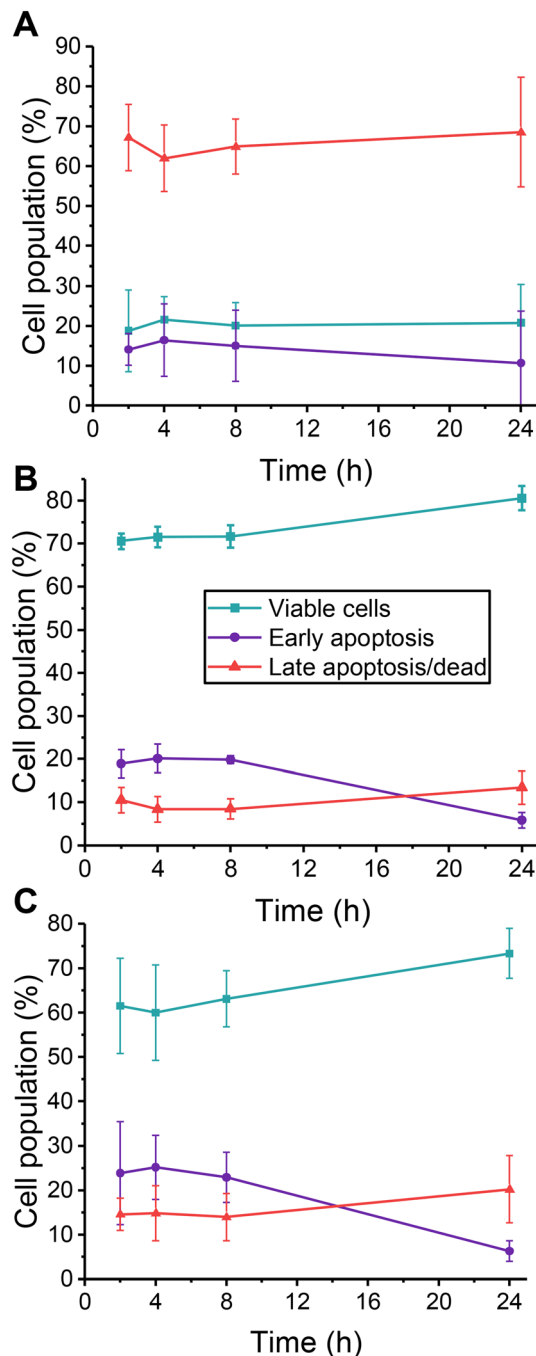 A
90
80
70
60
50
40
30
20
10
0
Cell population (%)
0 4 8 12 16 20 24
Time (h)
B
80
70
60
50
40
30
20
10
0
Cell population (%)
Viable cells
Early apoptosis
Late apoptosis/dead
0 4 8 12 16 20 24
Time (h)
C
80
70
60
50
40
30
20
10
0
Cell population (%)
0 4 8 12 16 20 24
Time (h)